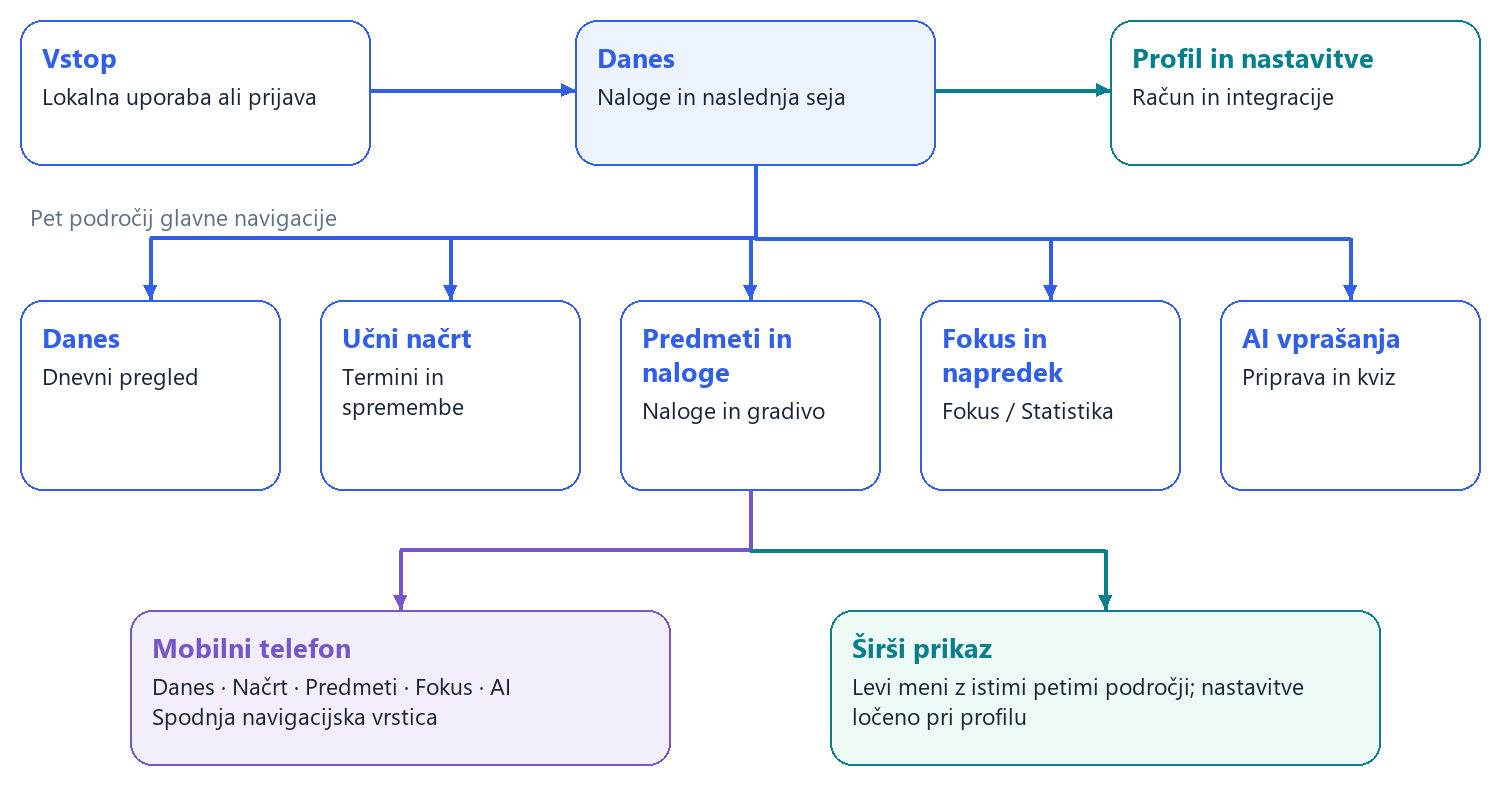 Vstop
Lokalna uporaba ali prijava
Danes
Naloge in naslednja seja
Profil in nastavitve
Račun in integracije
Pet področij glavne navigacije
Danes
Dnevni pregled
Učni načrt
Termini in
spremembe
Predmeti in
naloge
Naloge in gradivo
Fokus in
napredek
Fokus / Statistika
AI vprašanja
Priprava in kviz
Mobilni telefon
Danes · Načrt · Predmeti · Fokus · AI
Spodnja navigacijska vrstica
Širši prikaz
Levi meni z istimi petimi področji; nastavitve
ločeno pri profilu